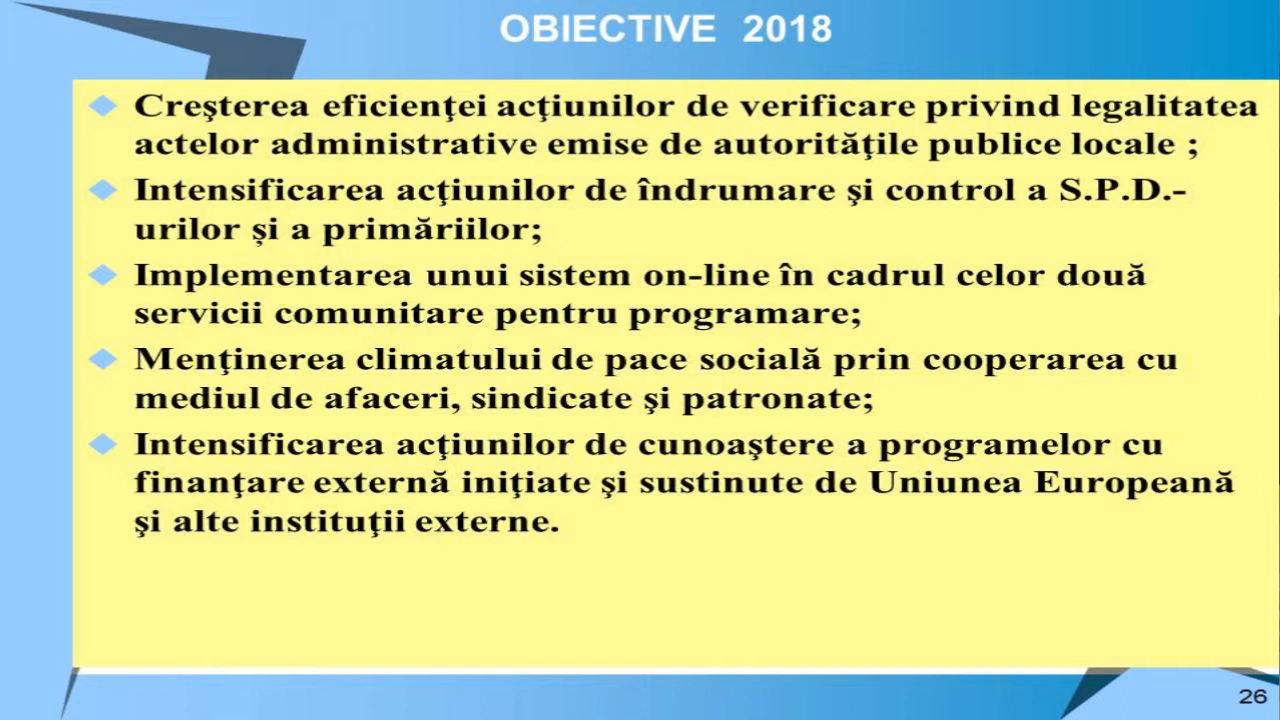 OBIECTIVE 2018
Creşterea eficienţei acţiunilor de verificare privind legalitatea
actelor administrative emise de autorităţile publice locale ;
Intensificarea acţiunilor de îndrumare şi control a S.P.D.-
urilor și a primăriilor;
Implementarea unui sistem on-line în cadrul celor două
servicii comunitare pentru programare;
Menţinerea climatului de pace socială prin cooperarea cu
mediul de afaceri, sindicate şi patronate;
Intensificarea acţiunilor de cunoaştere a programelor cu
finanţare externă iniţiate şi sustinute de Uniunea Europeană
şi alte instituţii externe.
26